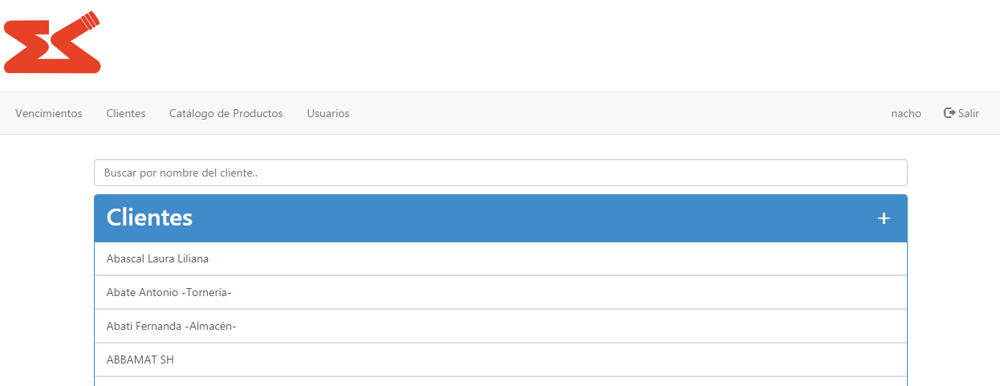 Vencimientos Clientes Catálogo de Productos Usuarios nacho Salir
Buscar por nombre del cliente..
Clientes +
Abascal Laura Liliana
Abate Antonio -Tornería-
Abati Fernanda -Almacén-
ABBAMAT SH